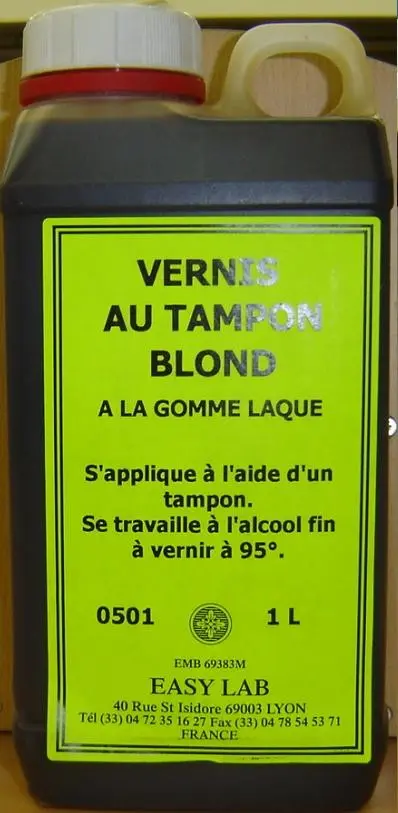 VERNIS
AU TAMPON
BLOND
A LA GOMME LAQUE
S'applique à l'aide d'un
tampon.
Se travaille à l'alcool fin
à vernir à 95°.
0501 1 L
EMB 69383M
EASY LAB
40 Rue St Isidore 69003 LYON
Tél (33) 04 72 35 16 27 Fax (33) 04 78 54 53 71
FRANCE